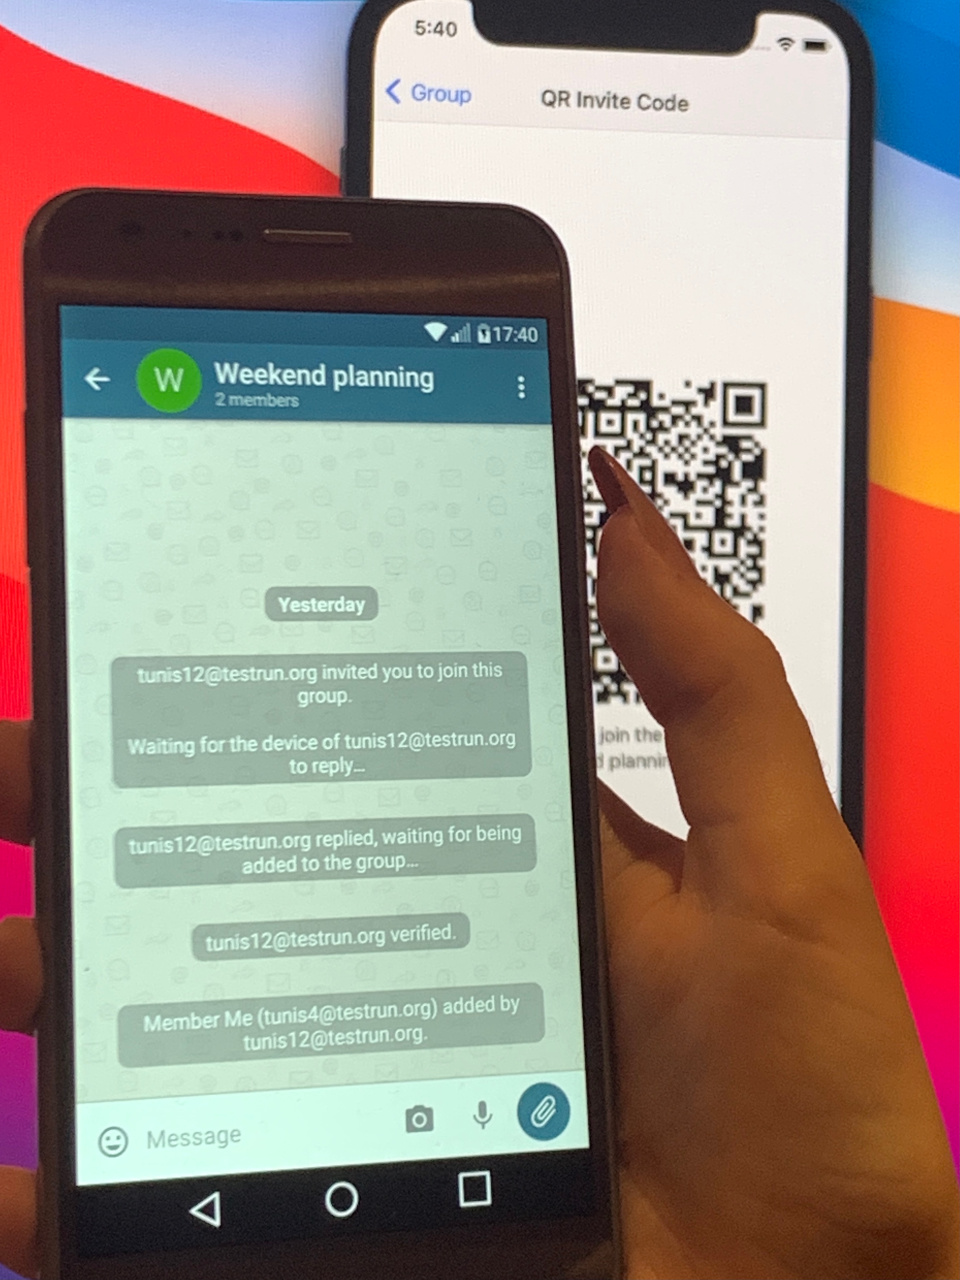 5:40
Group
QR Invite Code
17:40
W
Weekend planning
2 members
Yesterday
tunis12@testrun.org invited you to join this
group.
Waiting for the device of tunis12@testrun.org
to reply...
tunis12@testrun.org replied, waiting for being
added to the group...
tunis12@testrun.org verified.
Member Me (tunis4@testrun.org) added by
tunis12@testrun.org.
Message
join the